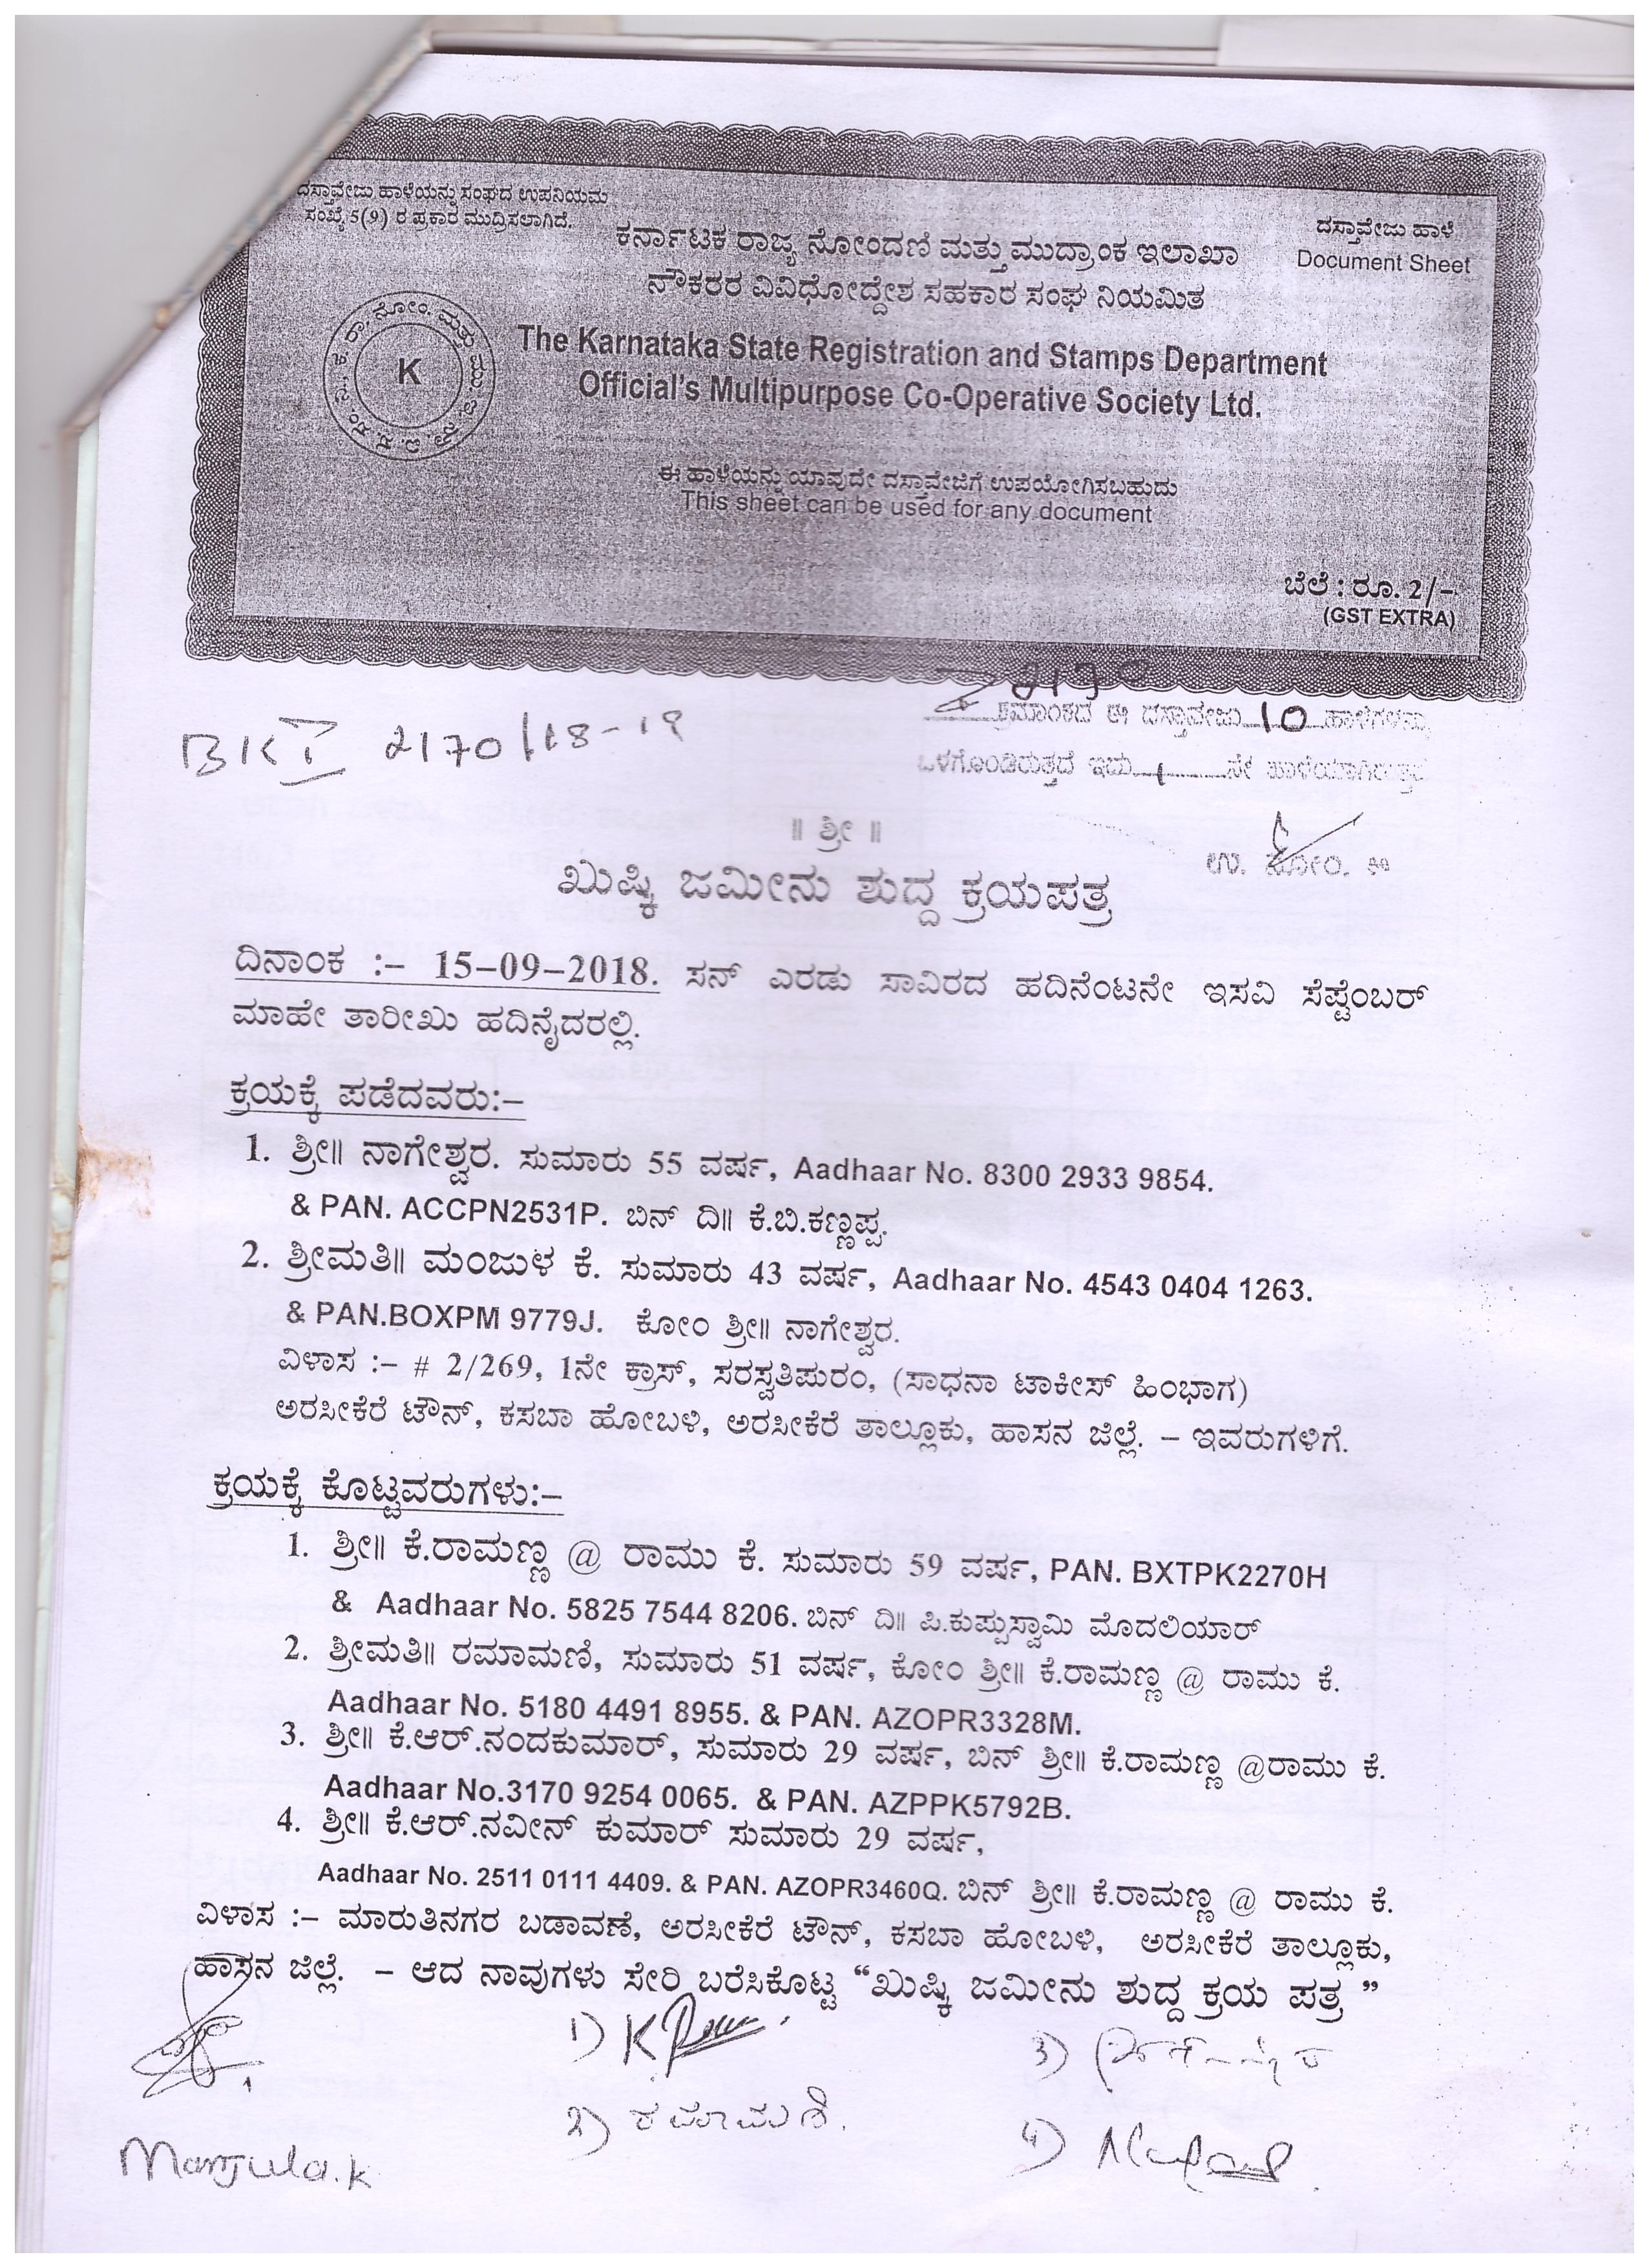 ದಸ್ತಾವೇಜು ಹಾಳೆಯನ್ನು ಸಂಘದ ಉಪನಿಯಮ
ಸಂಖ್ಯೆ 5(9) ರ ಪ್ರಕಾರ ಮುದ್ರಿಸಲಾಗಿದೆ.
ಕರ್ನಾಟಕ ರಾಜ್ಯ ನೋಂದಣಿ ಮತ್ತು ಮುದ್ರಾಂಕ ಇಲಾಖಾ
ನೌಕರರ ವಿವಿಧೋದ್ದೇಶ ಸಹಕಾರ ಸಂಘ ನಿಯಮಿತ
ದಸ್ತಾವೇಜು ಹಾಳೆ
Document Sheet
K
The Karnataka State Registration and Stamps Department
Official's Multipurpose Co-Operative Society Ltd.
ಈ ಹಾಳೆಯನ್ನು ಯಾವುದೇ ದಸ್ತಾವೇಜಿಗೆ ಉಪಯೋಗಿಸಬಹುದು
This sheet can be used for any document
ಬೆಲೆ : ರೂ. 2/-
(GST EXTRA)
2170
ಕ್ರಮಾಂಕದ ಈ ದಸ್ತಾವೇಜು 10 ಹಾಳೆಗಳನ್ನು
ಒಳಗೊಂಡಿರುತ್ತದೆ ಇದು 1 ನೇ ಹಾಳೆಯಾಗಿರುತ್ತದೆ
BK I 2170/18-19
ಉ. ನೋಂ. ಅ
॥ ಶ್ರೀ ॥
ಖುಷ್ಕಿ ಜಮೀನು ಶುದ್ಧ ಕ್ರಯಪತ್ರ
ದಿನಾಂಕ :– 15–09–2018. ಸನ್ ಎರಡು ಸಾವಿರದ ಹದಿನೆಂಟನೇ ಇಸವಿ ಸೆಪ್ಟೆಂಬರ್
ಮಾಹೇ ತಾರೀಖು ಹದಿನೈದರಲ್ಲಿ.
ಕ್ರಯಕ್ಕೆ ಪಡೆದವರು:–
1. ಶ್ರೀ॥ ನಾಗೇಶ್ವರ. ಸುಮಾರು 55 ವರ್ಷ, Aadhaar No. 8300 2933 9854.
& PAN. ACCPN2531P. ಬಿನ್ ದಿ॥ ಕೆ.ಬಿ.ಕಣ್ಣಪ್ಪ.
2. ಶ್ರೀಮತಿ॥ ಮಂಜುಳ ಕೆ. ಸುಮಾರು 43 ವರ್ಷ, Aadhaar No. 4543 0404 1263.
& PAN.BOXPM 9779J. ಕೋಂ ಶ್ರೀ॥ ನಾಗೇಶ್ವರ.
ವಿಳಾಸ :– # 2/269, 1ನೇ ಕ್ರಾಸ್, ಸರಸ್ವತಿಪುರಂ, (ಸಾಧನಾ ಟಾಕೀಸ್ ಹಿಂಭಾಗ)
ಅರಸೀಕೆರೆ ಟೌನ್, ಕಸಬಾ ಹೋಬಳಿ, ಅರಸೀಕೆರೆ ತಾಲ್ಲೂಕು, ಹಾಸನ ಜಿಲ್ಲೆ. – ಇವರುಗಳಿಗೆ.
ಕ್ರಯಕ್ಕೆ ಕೊಟ್ಟವರುಗಳು:–
1. ಶ್ರೀ॥ ಕೆ.ರಾಮಣ್ಣ @ ರಾಮು ಕೆ. ಸುಮಾರು 59 ವರ್ಷ, PAN. BXTPK2270H
& Aadhaar No. 5825 7544 8206. ಬಿನ್ ದಿ॥ ಪಿ.ಕುಪ್ಪುಸ್ವಾಮಿ ಮೊದಲಿಯಾರ್
2. ಶ್ರೀಮತಿ॥ ರಮಾಮಣಿ, ಸುಮಾರು 51 ವರ್ಷ, ಕೋಂ ಶ್ರೀ॥ ಕೆ.ರಾಮಣ್ಣ @ ರಾಮು ಕೆ.
Aadhaar No. 5180 4491 8955. & PAN. AZOPR3328M.
3. ಶ್ರೀ॥ ಕೆ.ಆರ್.ನಂದಕುಮಾರ್, ಸುಮಾರು 29 ವರ್ಷ, ಬಿನ್ ಶ್ರೀ॥ ಕೆ.ರಾಮಣ್ಣ @ರಾಮು ಕೆ.
Aadhaar No.3170 9254 0065. & PAN. AZPPK5792B.
4. ಶ್ರೀ॥ ಕೆ.ಆರ್.ನವೀನ್ ಕುಮಾರ್ ಸುಮಾರು 29 ವರ್ಷ,
Aadhaar No. 2511 0111 4409. & PAN. AZOPR3460Q. ಬಿನ್ ಶ್ರೀ॥ ಕೆ.ರಾಮಣ್ಣ @ ರಾಮು ಕೆ.
ವಿಳಾಸ :– ಮಾರುತಿನಗರ ಬಡಾವಣೆ, ಅರಸೀಕೆರೆ ಟೌನ್, ಕಸಬಾ ಹೋಬಳಿ, ಅರಸೀಕೆರೆ ತಾಲ್ಲೂಕು,
ಹಾಸನ ಜಿಲ್ಲೆ. – ಆದ ನಾವುಗಳು ಸೇರಿ ಬರೆಸಿಕೊಟ್ಟ “ಖುಷ್ಕಿ ಜಮೀನು ಶುದ್ಧ ಕ್ರಯ ಪತ್ರ ”
1) K
3)
2) ರಮಾಮಣಿ.
4)
Manjula.K